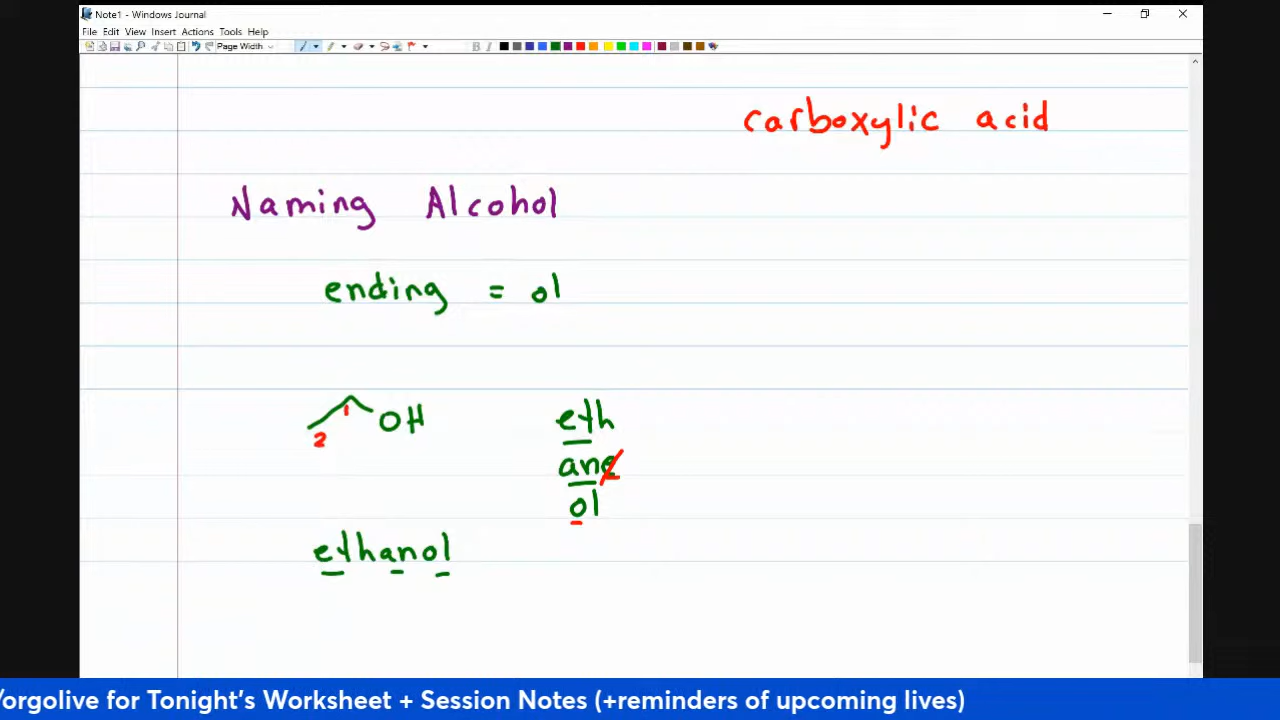 Note1 - Windows Journal
File Edit View Insert Actions Tools Help
Page Width
B I
carboxylic acid
Naming Alcohol
ending = ol
1
OH
2
eth
ane
ol
ethanol
/orgolive for Tonight's Worksheet + Session Notes (+reminders of upcoming lives)